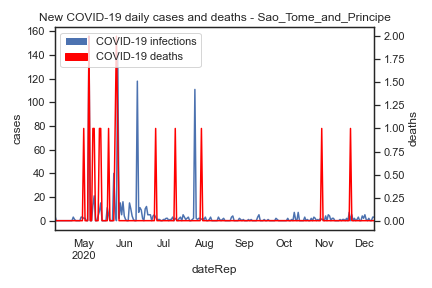 New COVID-19 daily cases and deaths - Sao_Tome_and_Principe
160
140
120
100
80
60
40
20
0
cases
COVID-19 infections
COVID-19 deaths
2.00
1.75
1.50
1.25
1.00
0.75
0.50
0.25
0.00
deaths
May Jun Jul Aug Sep Oct Nov Dec
2020
dateRep